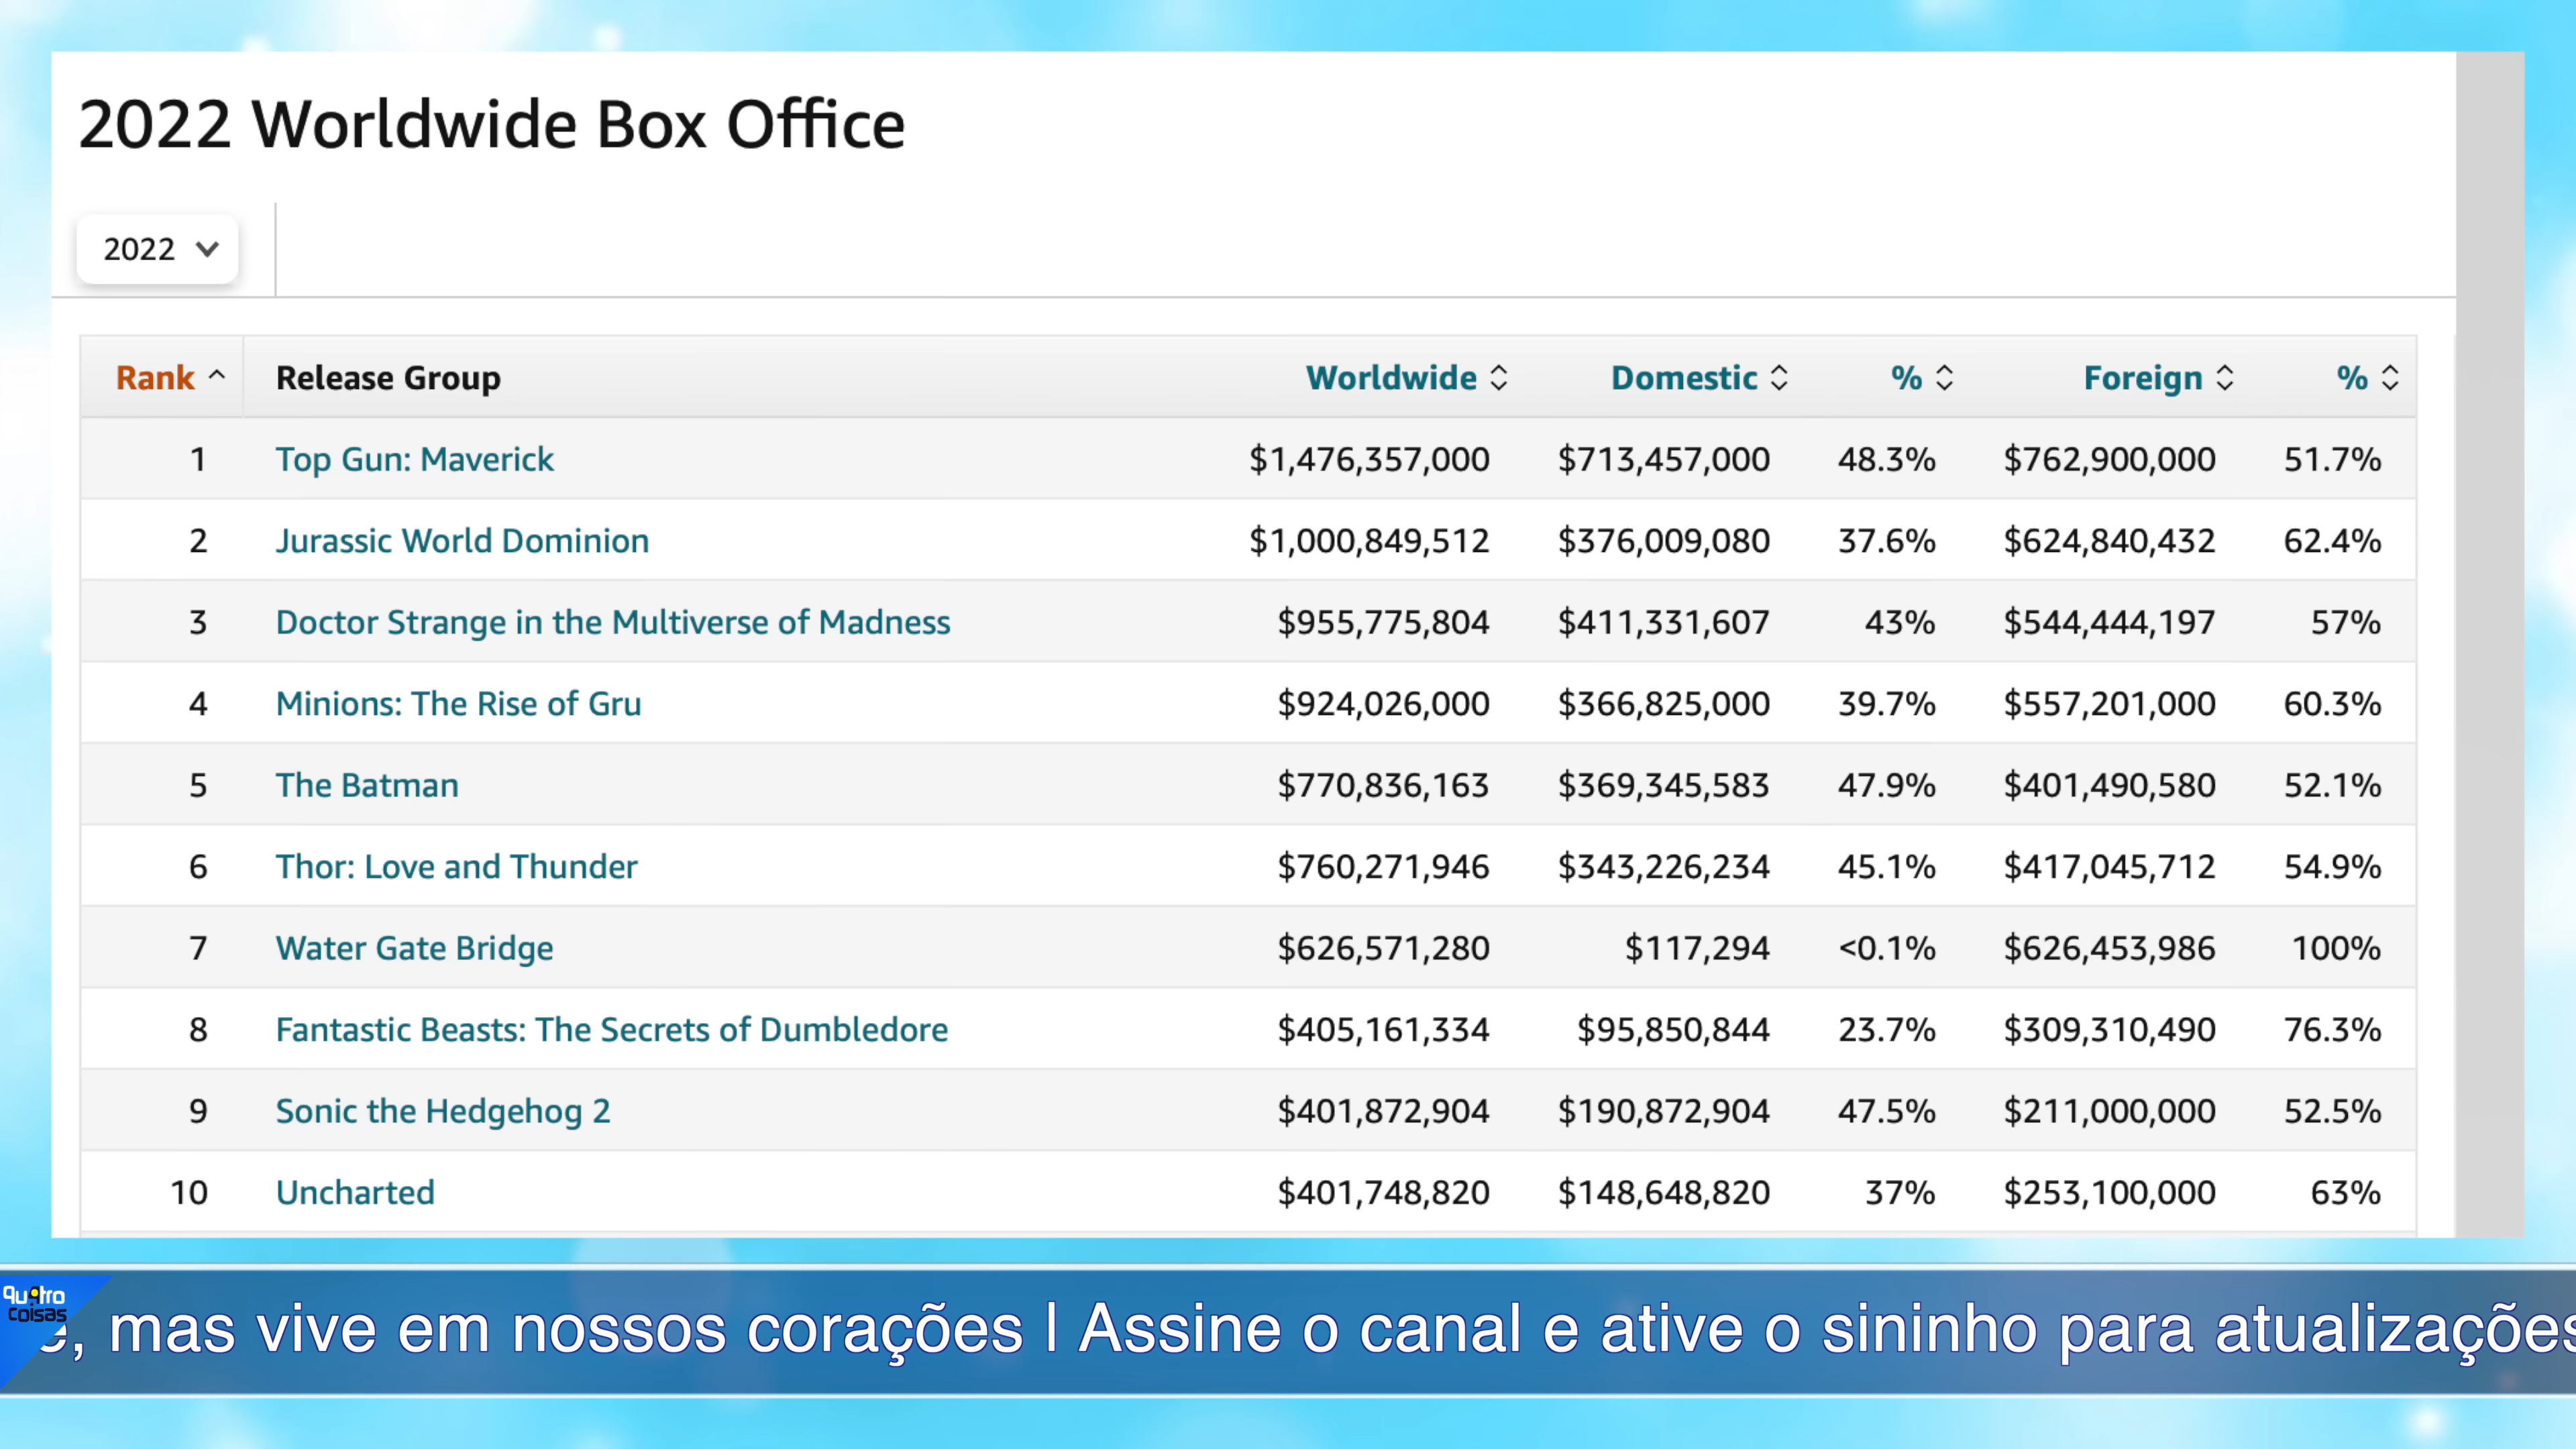 2022 Worldwide Box Office
2022
Rank Release Group Worldwide Domestic % Foreign %
1 Top Gun: Maverick $1,476,357,000 $713,457,000 48.3% $762,900,000 51.7%
2 Jurassic World Dominion $1,000,849,512 $376,009,080 37.6% $624,840,432 62.4%
3 Doctor Strange in the Multiverse of Madness $955,775,804 $411,331,607 43% $544,444,197 57%
4 Minions: The Rise of Gru $924,026,000 $366,825,000 39.7% $557,201,000 60.3%
5 The Batman $770,836,163 $369,345,583 47.9% $401,490,580 52.1%
6 Thor: Love and Thunder $760,271,946 $343,226,234 45.1% $417,045,712 54.9%
7 Water Gate Bridge $626,571,280 $117,294 <0.1% $626,453,986 100%
8 Fantastic Beasts: The Secrets of Dumbledore $405,161,334 $95,850,844 23.7% $309,310,490 76.3%
9 Sonic the Hedgehog 2 $401,872,904 $190,872,904 47.5% $211,000,000 52.5%
10 Uncharted $401,748,820 $148,648,820 37% $253,100,000 63%
qu4tro
coisas
, mas vive em nossos corações | Assine o canal e ative o sininho para atualizações